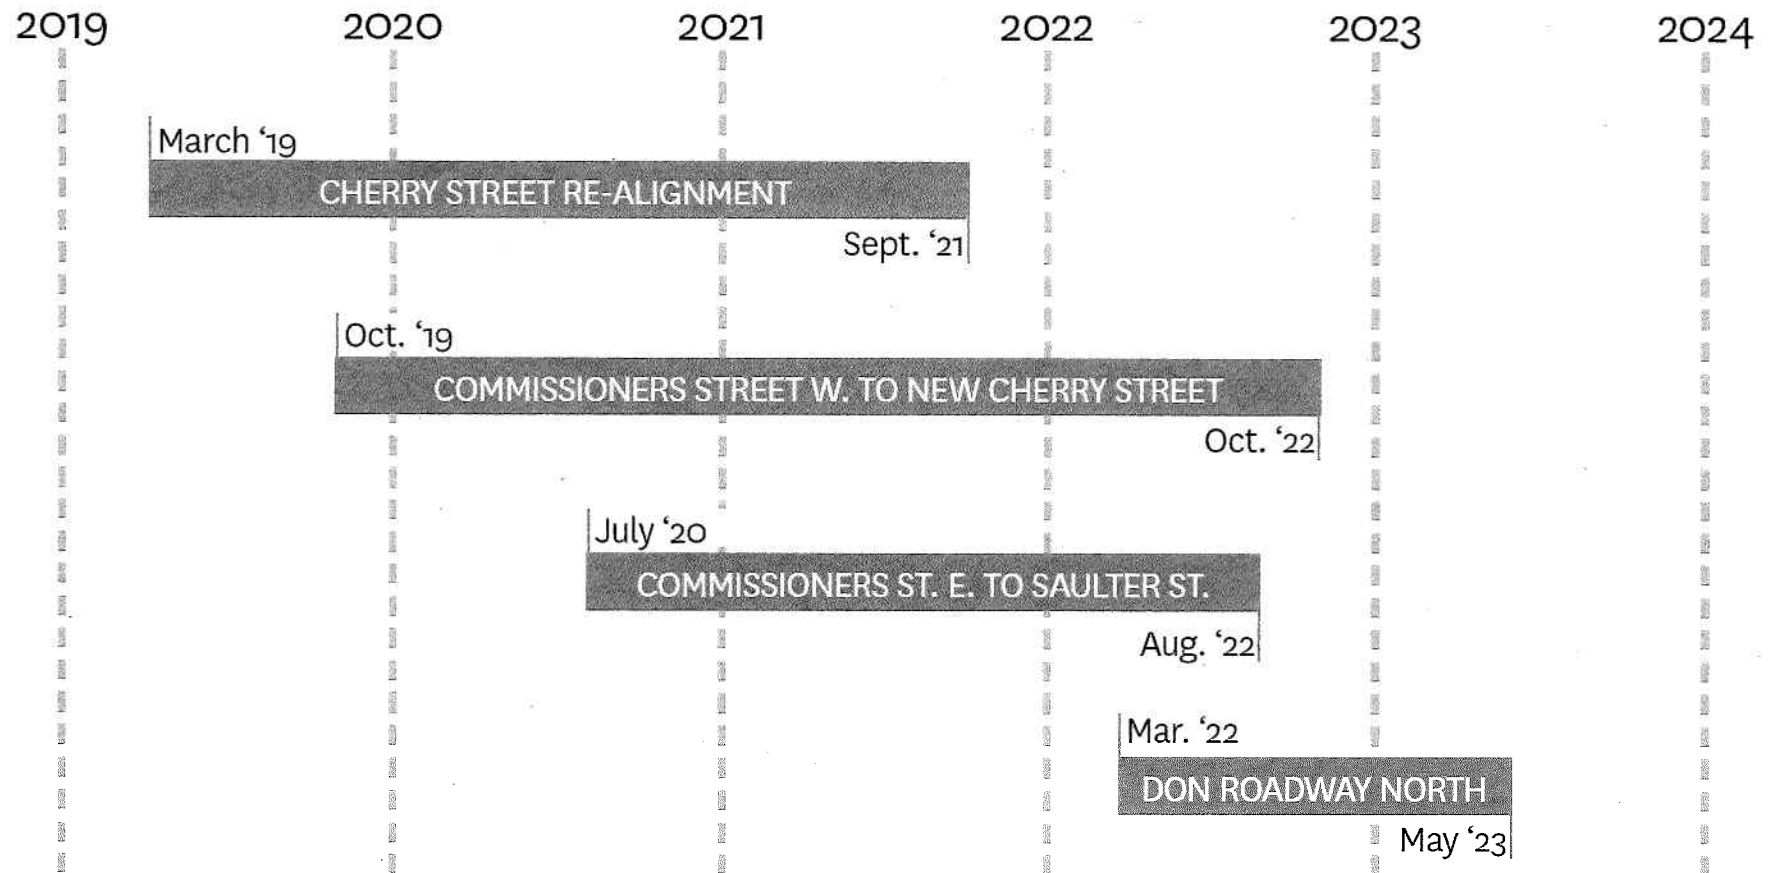 2019 2020 2021 2022 2023 2024
March ‘19
CHERRY STREET RE-ALIGNMENT
Sept. ‘21
Oct. ‘19
COMMISSIONERS STREET W. TO NEW CHERRY STREET
Oct. ‘22
July ‘20
COMMISSIONERS ST. E. TO SAULTER ST.
Aug. ‘22
Mar. ‘22
DON ROADWAY NORTH
May ‘23